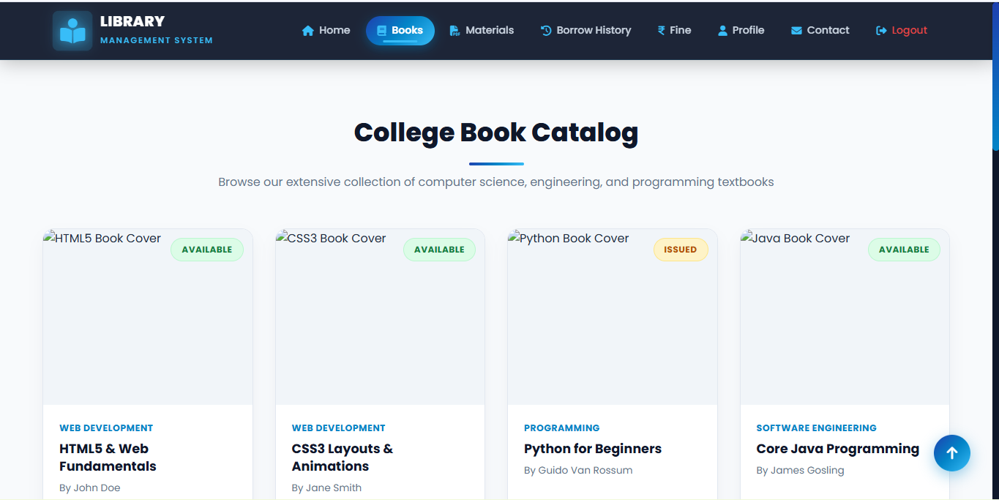 LIBRARY
MANAGEMENT SYSTEM
Home
Books
Materials
Borrow History
₹ Fine
Profile
Contact
Logout
College Book Catalog
Browse our extensive collection of computer science, engineering, and programming textbooks
HTML5 Book Cover
AVAILABLE
CSS3 Book Cover
AVAILABLE
Python Book Cover
ISSUED
Java Book Cover
AVAILABLE
WEB DEVELOPMENT
HTML5 & Web
Fundamentals
By John Doe
WEB DEVELOPMENT
CSS3 Layouts &
Animations
By Jane Smith
PROGRAMMING
Python for Beginners
By Guido Van Rossum
SOFTWARE ENGINEERING
Core Java Programming
By James Gosling